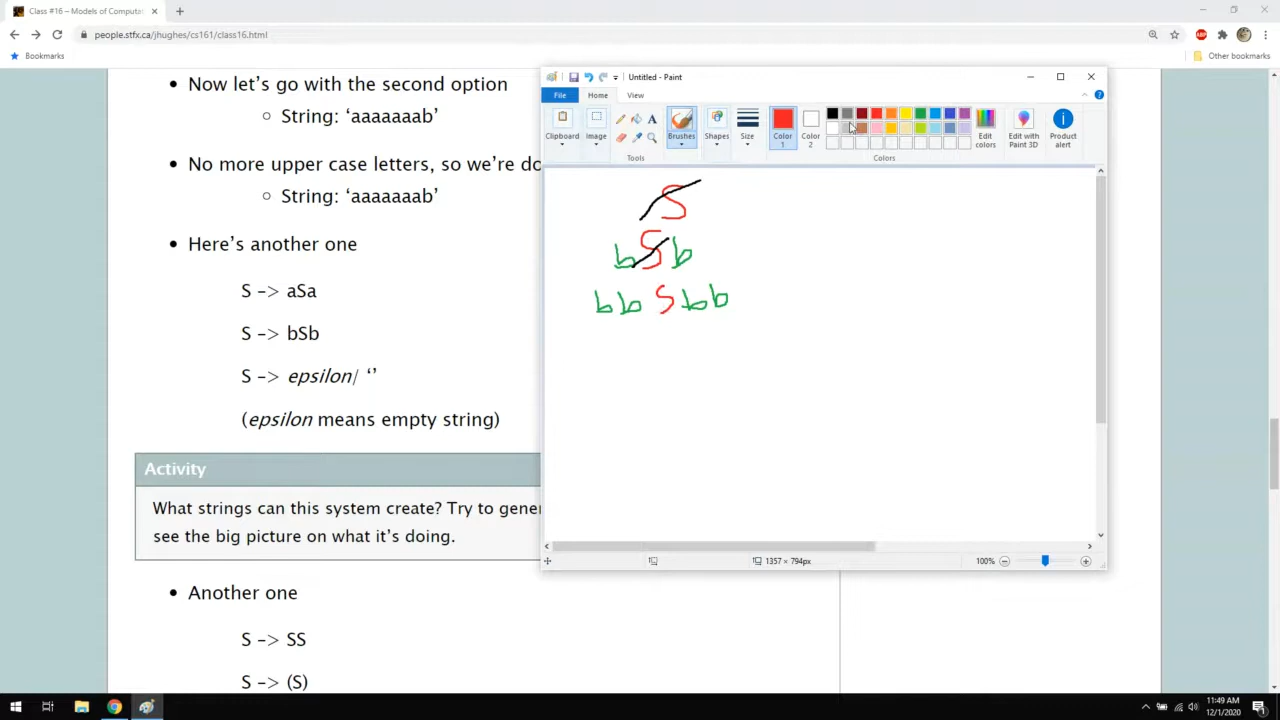 Class #16 – Models of Computat
people.stfx.ca/jhughes/cs161/class16.html
Bookmarks
Other bookmarks
Now let's go with the second option
String: 'aaaaaaab'
No more upper case letters, so we're do
String: 'aaaaaaab'
Here's another one
S –> aSa
S –> bSb
S –> epsilon/ ‘’
(epsilon means empty string)
Activity
What strings can this system create? Try to gener
see the big picture on what it's doing.
Another one
S –> SS
S –> (S)
Untitled - Paint
File
Home
View
Clipboard
Image
Tools
Brushes
Shapes
Size
Color 1
Color 2
Colors
Edit colors
Edit with Paint 3D
Product alert
S
b S b
b b S b b
1357 × 794px
100%
11:49 AM
12/1/2020